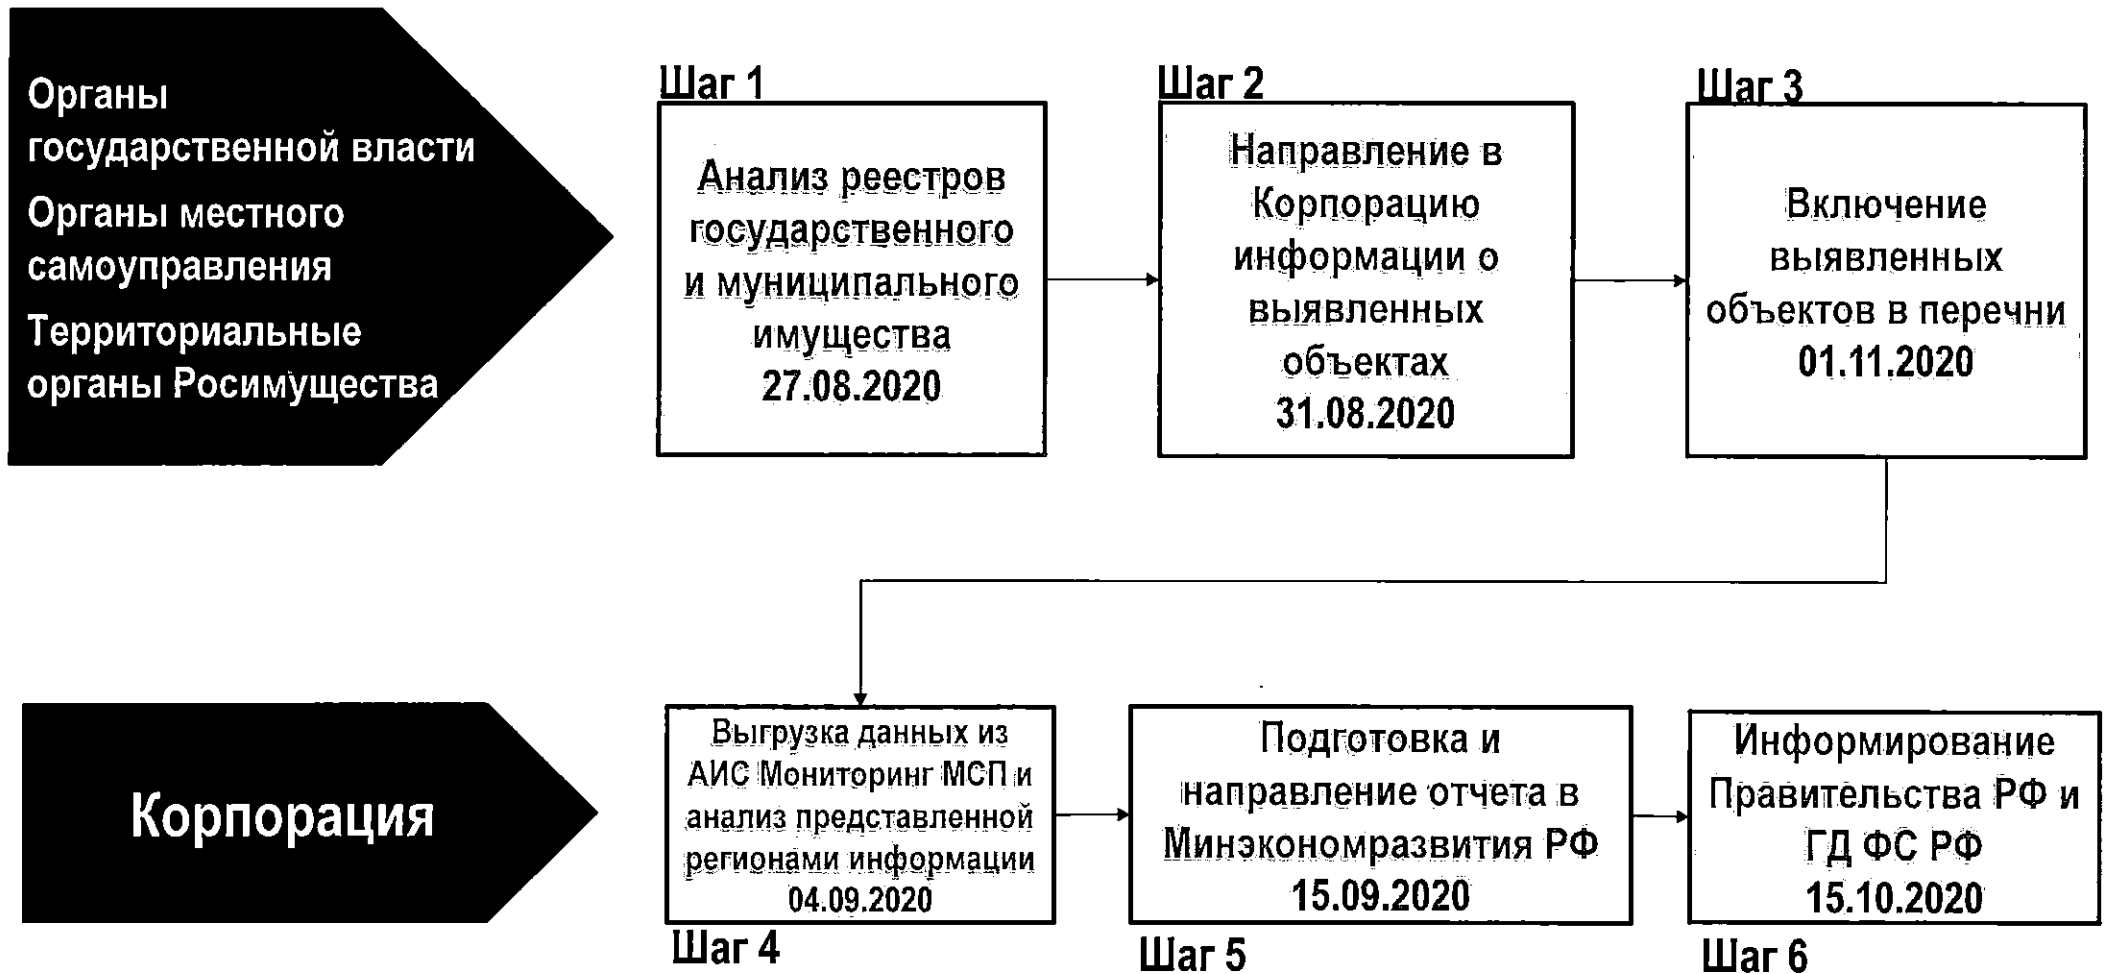 Органы
государственной власти
Органы местного
самоуправления
Территориальные
органы Росимущества
Шаг 1
Анализ реестров
государственного
и муниципального
имущества
27.08.2020
Шаг 2
Направление в
Корпорацию
информации о
выявленных
объектах
31.08.2020
Шаг 3
Включение
выявленных
объектов в перечни
01.11.2020
Корпорация
Выгрузка данных из
АИС Мониторинг МСП и
анализ представленной
регионами информации
04.09.2020
Шаг 4
Подготовка и
направление отчета в
Минэкономразвития РФ
15.09.2020
Шаг 5
Информирование
Правительства РФ и
ГД ФС РФ
15.10.2020
Шаг 6